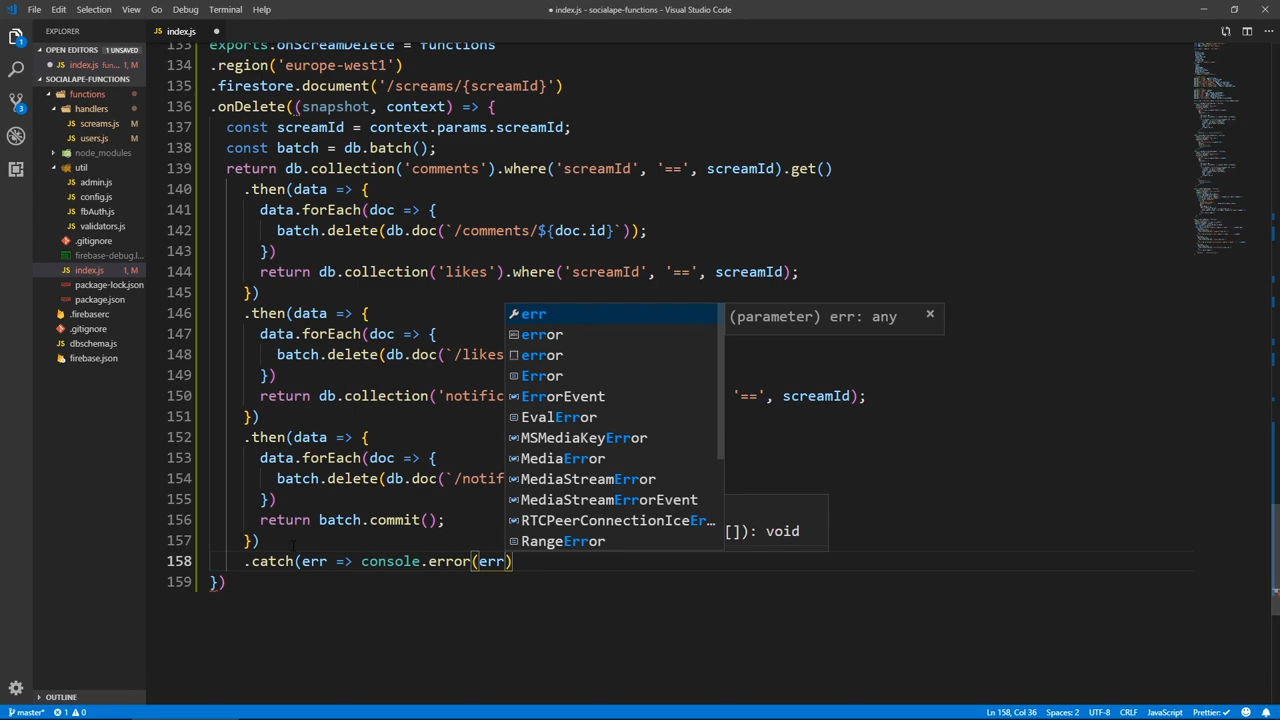 File Edit Selection View Go Debug Terminal Help
● index.js - socialape-functions - Visual Studio Code
EXPLORER
OPEN EDITORS 1 UNSAVED
index.js func... 1, M
SOCIALAPE-FUNCTIONS
functions
handlers
screams.js
users.js
node_modules
util
admin.js
config.js
fbAuth.js
validators.js
.gitignore
firebase-debug.l...
index.js 1, M
package-lock.json
package.json
.firebaserc
.gitignore
dbschema.js
firebase.json
OUTLINE
1
3
index.js ●
133 exports.onScreamDelete = functions
134 .region('europe-west1')
135 .firestore.document('/screams/{screamId}')
136 .onDelete((snapshot, context) => {
137 const screamId = context.params.screamId;
138 const batch = db.batch();
139 return db.collection('comments').where('screamId', '==', screamId).get()
140 .then(data => {
141 data.forEach(doc => {
142 batch.delete(db.doc(`/comments/${doc.id}`));
143 })
144 return db.collection('likes').where('screamId', '==', screamId);
145 })
146 .then(data => {
147 data.forEach(doc => {
148 batch.delete(db.doc(`/likes
149 })
150 return db.collection('notific '==', screamId);
151 })
152 .then(data => {
153 data.forEach(doc => {
154 batch.delete(db.doc(`/notif
155 })
156 return batch.commit();
157 })
158 .catch(err => console.error(err)
159 })
err
error
error
Error
ErrorEvent
EvalError
MSMediaKeyError
MediaError
MediaStreamError
MediaStreamErrorEvent
RTCPeerConnectionIceEr...
RangeError
(parameter) err: any ×
[]): void
master* 1 0
Ln 158, Col 36 Spaces: 2 UTF-8 CRLF JavaScript Prettier: ✓